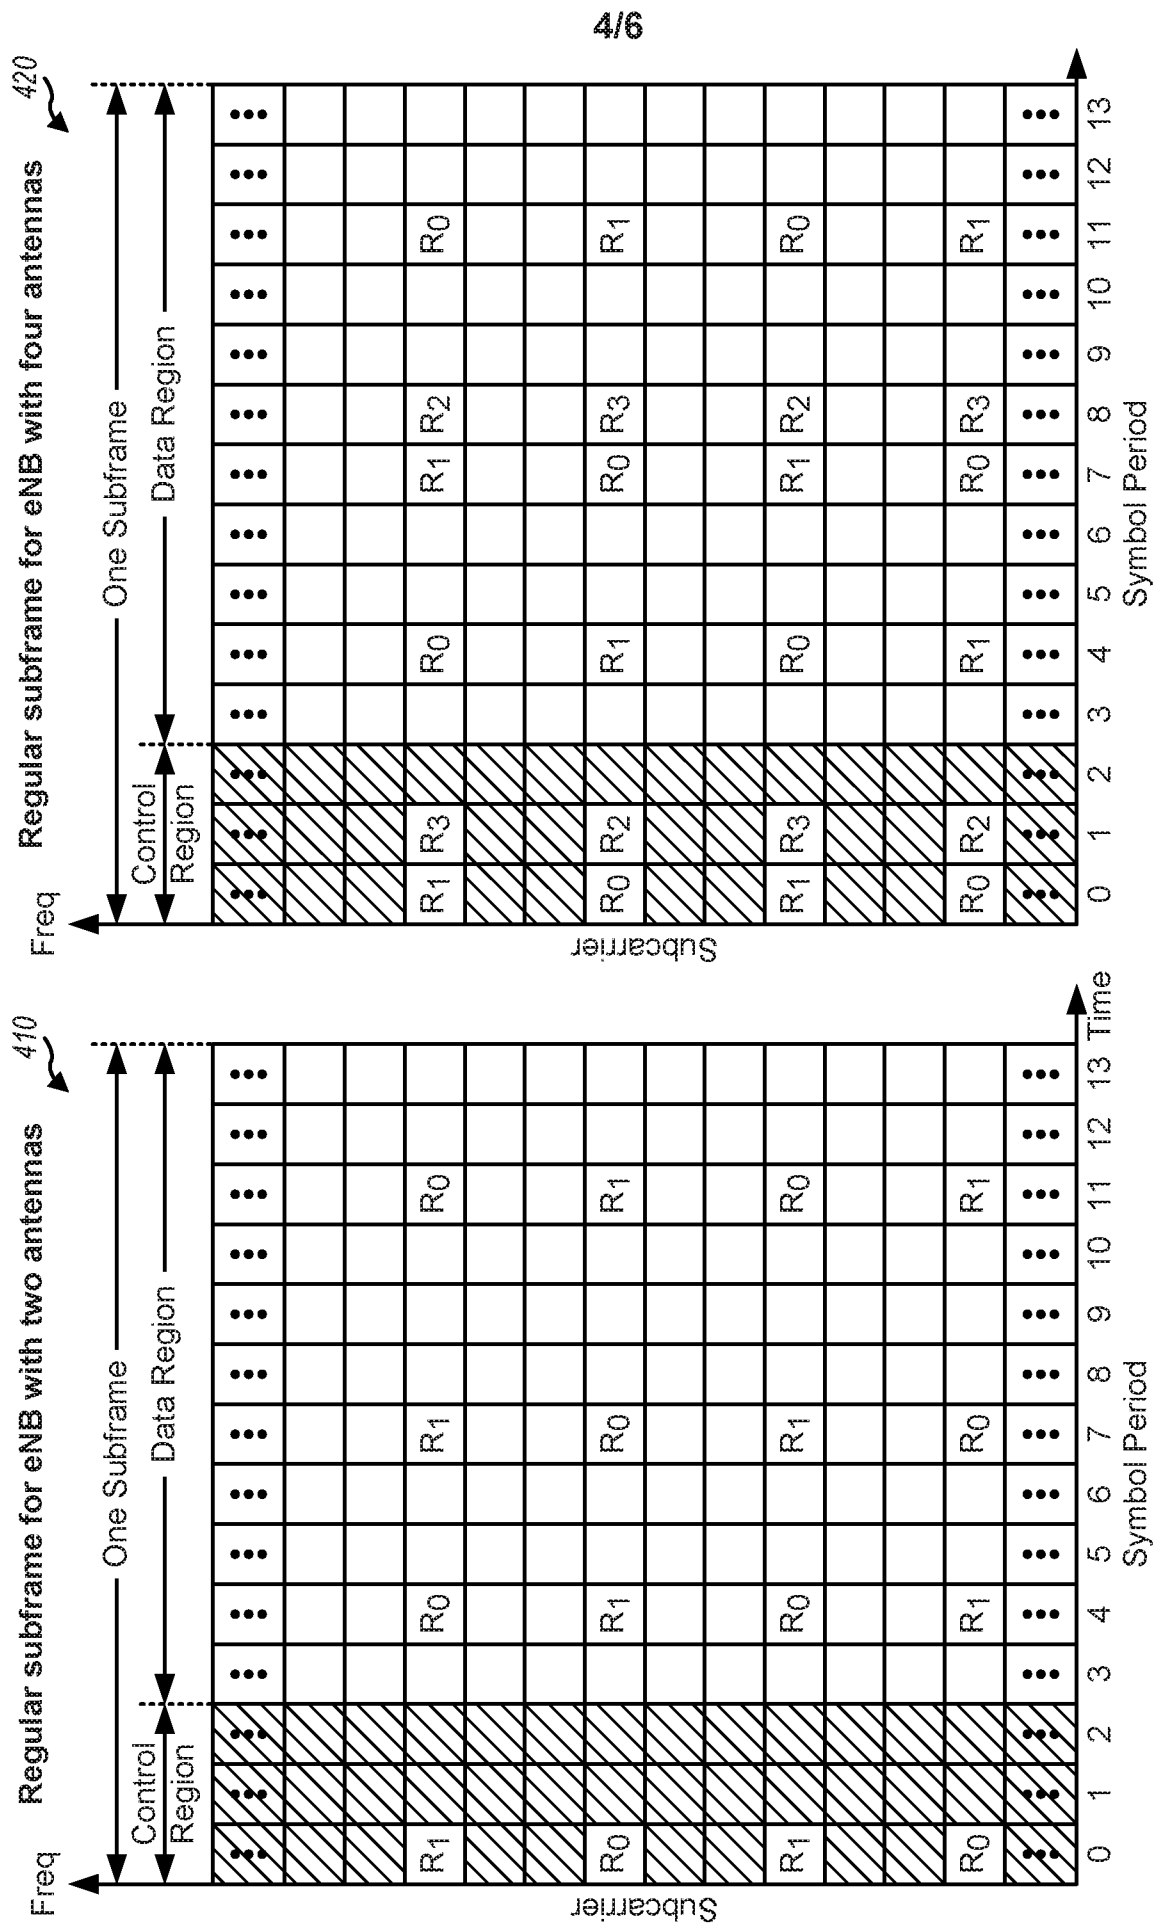 4/6
Regular subframe for eNB with two antennas
410
Freq
One Subframe
Control
Region
Data Region
Subcarrier
R1 R0 R1 R0
R0 R1 R0 R1
R1 R0 R1 R0
R0 R1 R0 R1
0 1 2 3 4 5 6 7 8 9 10 11 12 13
Time
Symbol Period
Regular subframe for eNB with four antennas
420
Freq
One Subframe
Control
Region
Data Region
Subcarrier
R1 R3 R0 R1 R2 R0
R0 R2 R1 R0 R3 R1
R1 R3 R0 R1 R2 R0
R0 R2 R1 R0 R3 R1
0 1 2 3 4 5 6 7 8 9 10 11 12 13
Symbol Period